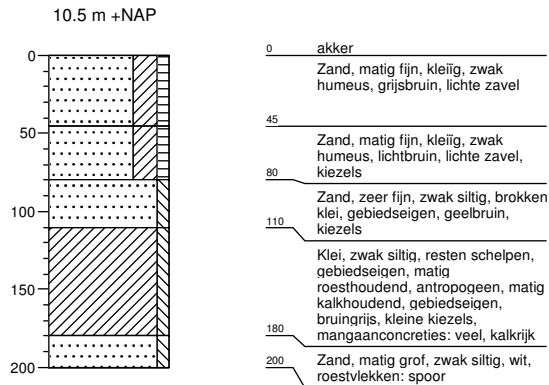 10.5 m +NAP
0
50
100
150
200
0 akker
Zand, matig fijn, kleiïg, zwak
humeus, grijsbruin, lichte zavel
45
Zand, matig fijn, kleiïg, zwak
humeus, lichtbruin, lichte zavel,
kiezels
80
Zand, zeer fijn, zwak siltig, brokken
klei, gebiedseigen, geelbruin,
kiezels
110
Klei, zwak siltig, resten schelpen,
gebiedseigen, matig
roesthoudend, antropogeen, matig
kalkhoudend, gebiedseigen,
bruingrijs, kleine kiezels,
mangaanconcreties: veel, kalkrijk
180
Zand, matig grof, zwak siltig, wit,
roestvlekken: spoor
200